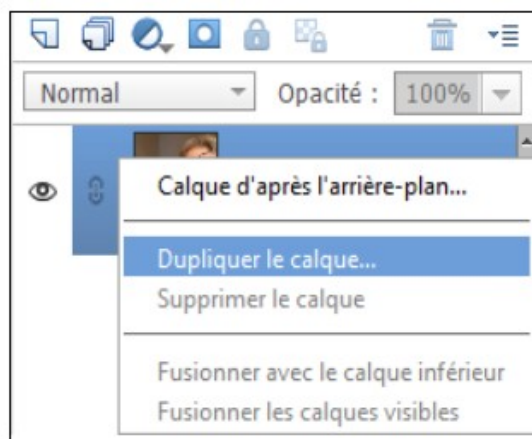 Normal Opacité : 100%
Calque d'après l'arrière-plan...
Dupliquer le calque...
Supprimer le calque
Fusionner avec le calque inférieur
Fusionner les calques visibles